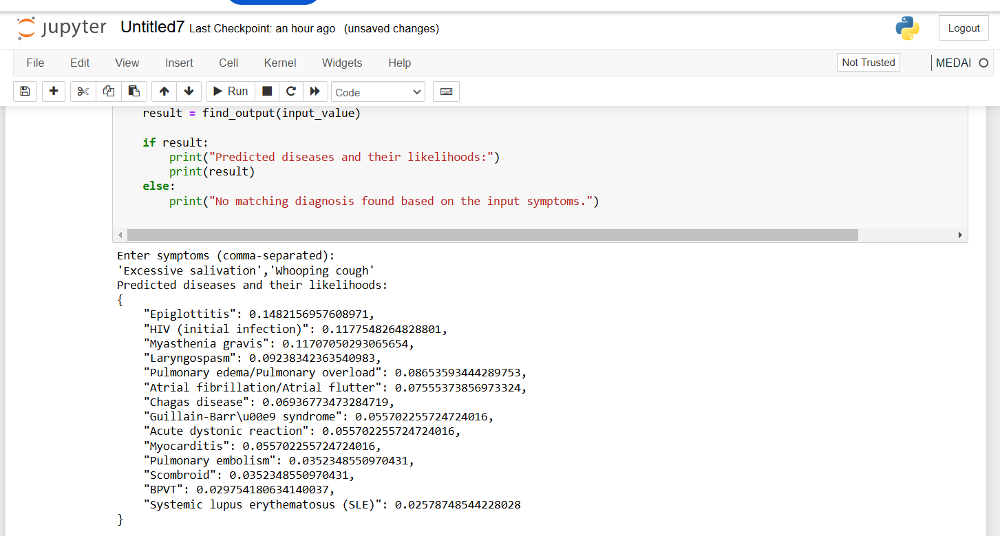 jupyter Untitled7 Last Checkpoint: an hour ago (unsaved changes) Logout
File Edit View Insert Cell Kernel Widgets Help Not Trusted MEDAI
Run Code
result = find_output(input_value)
if result:
print("Predicted diseases and their likelihoods:")
print(result)
else:
print("No matching diagnosis found based on the input symptoms.")
Enter symptoms (comma-separated):
'Excessive salivation','Whooping cough'
Predicted diseases and their likelihoods:
{
"Epiglottitis": 0.1482156957608971,
"HIV (initial infection)": 0.1177548264828801,
"Myasthenia gravis": 0.11707050293065654,
"Laryngospasm": 0.09238342363540983,
"Pulmonary edema/Pulmonary overload": 0.08653593444289753,
"Atrial fibrillation/Atrial flutter": 0.07555373856973324,
"Chagas disease": 0.06936773473284719,
"Guillain-Barr\u00e9 syndrome": 0.055702255724724016,
"Acute dystonic reaction": 0.055702255724724016,
"Myocarditis": 0.055702255724724016,
"Pulmonary embolism": 0.0352348550970431,
"Scombroid": 0.0352348550970431,
"BPVT": 0.029754180634140037,
"Systemic lupus erythematosus (SLE)": 0.02578748544228028
}